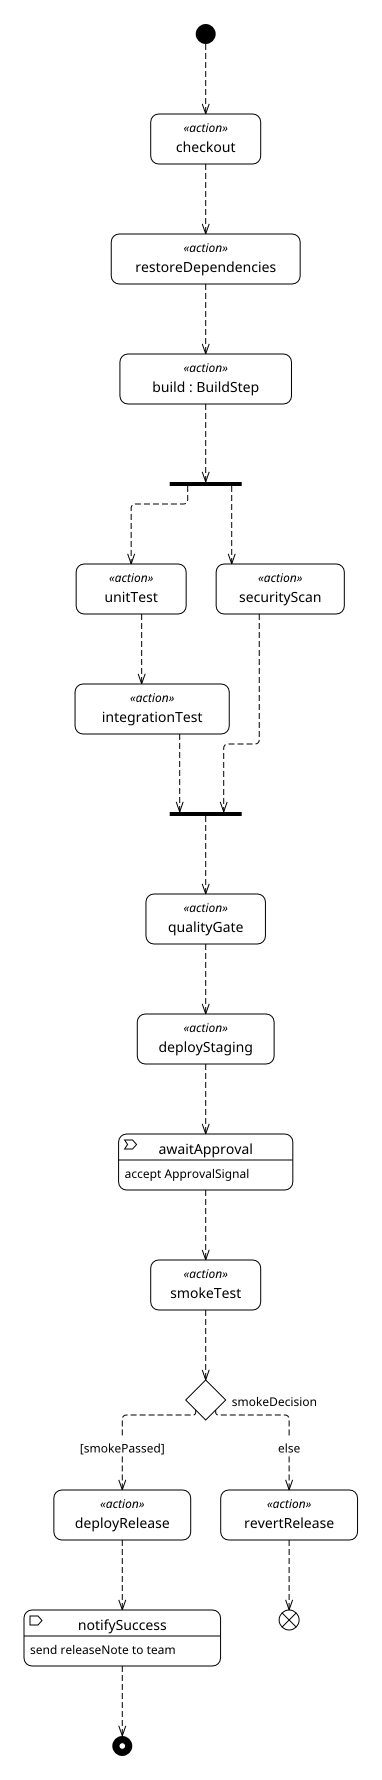 «action»
checkout
«action»
restoreDependencies
«action»
build : BuildStep
«action»
unitTest
«action»
securityScan
«action»
integrationTest
«action»
qualityGate
«action»
deployStaging
awaitApproval
accept ApprovalSignal
«action»
smokeTest
smokeDecision
[smokePassed]
else
«action»
deployRelease
«action»
revertRelease
notifySuccess
send releaseNote to team